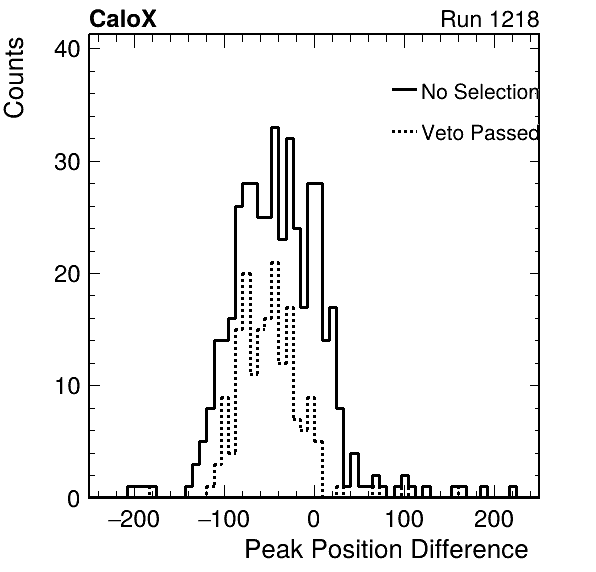 CaloX Run 1218
Counts
40
30
20
10
0
No Selection
Veto Passed
−200 −100 0 100 200
Peak Position Difference